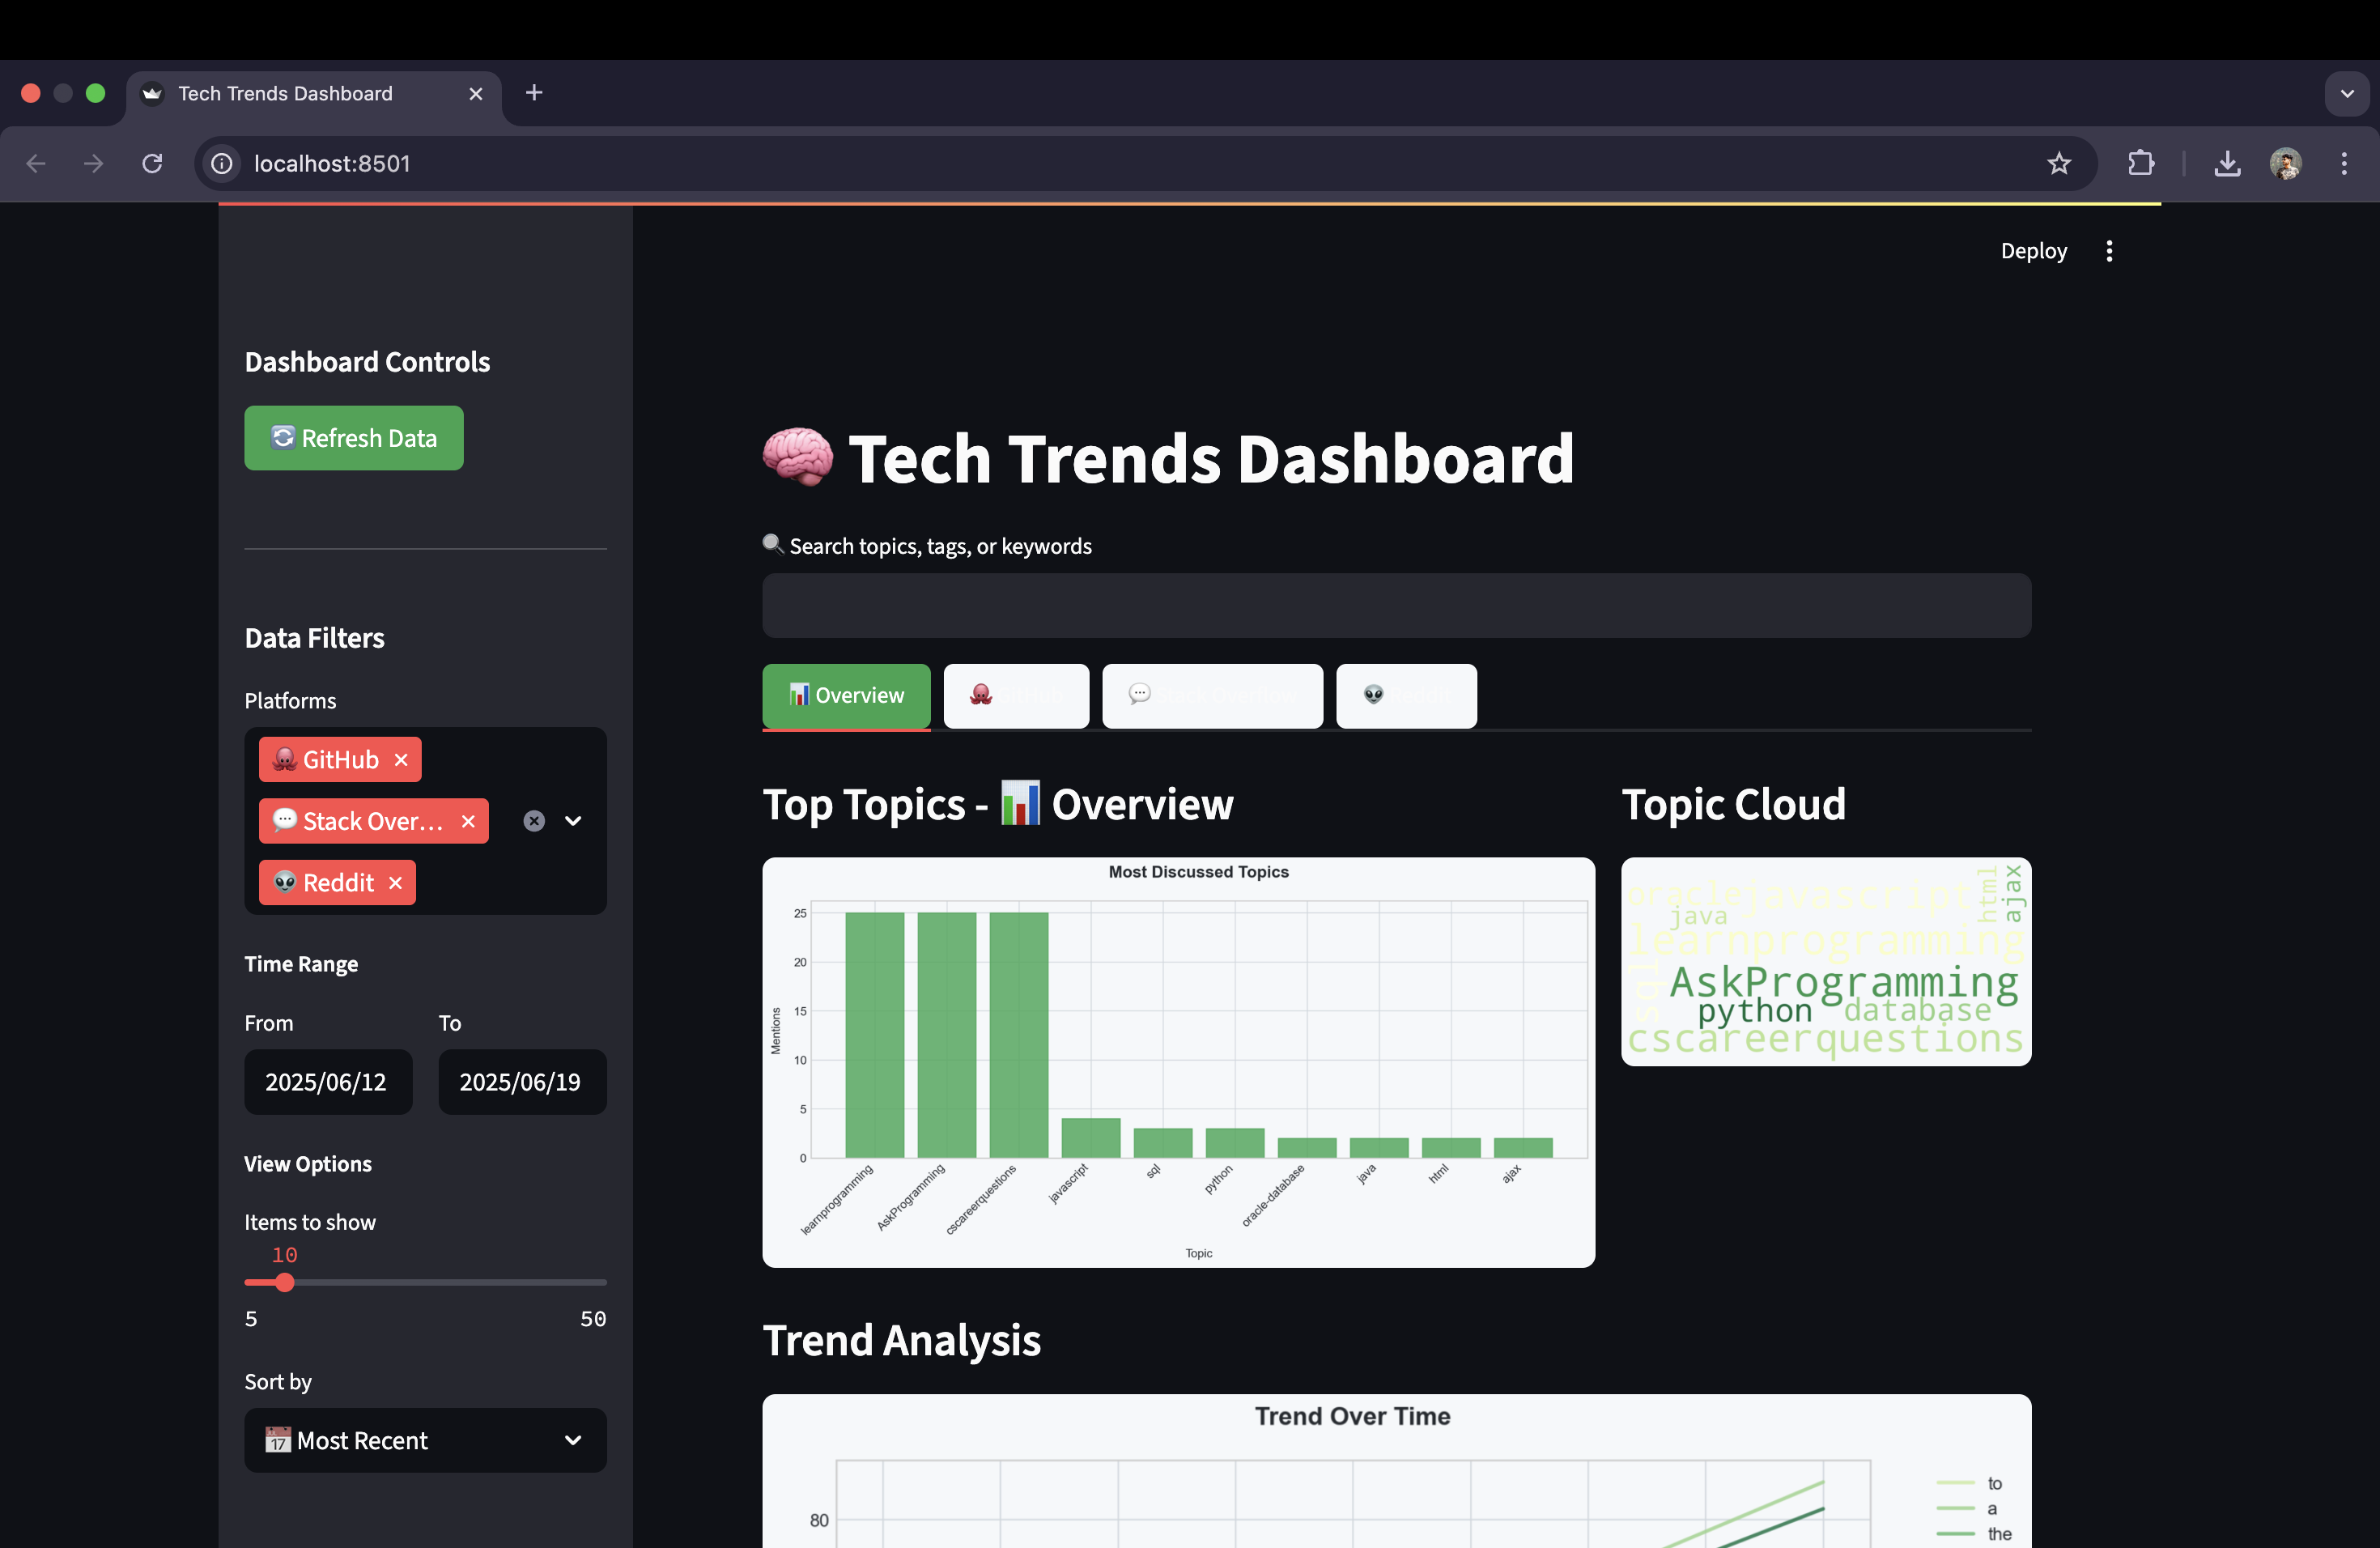 Tech Trends Dashboard
localhost:8501
Deploy
Dashboard Controls
Refresh Data
Data Filters
Platforms
GitHub
Stack Over...
Reddit
Time Range
From To
2025/06/12 2025/06/19
View Options
Items to show
10
5 50
Sort by
17 Most Recent
Tech Trends Dashboard
Search topics, tags, or keywords
Overview
Top Topics - Overview
Most Discussed Topics
25
20
15
10
5
0
Mentions
learnprogramming AskProgramming cscareerquestions javascript sql python oracle-database java html ajax
Topic
Topic Cloud
oracle javascript html ajax
java
learnprogramming
sql
AskProgramming
python database
cscareerquestions
Trend Analysis
Trend Over Time
80
to
a
the